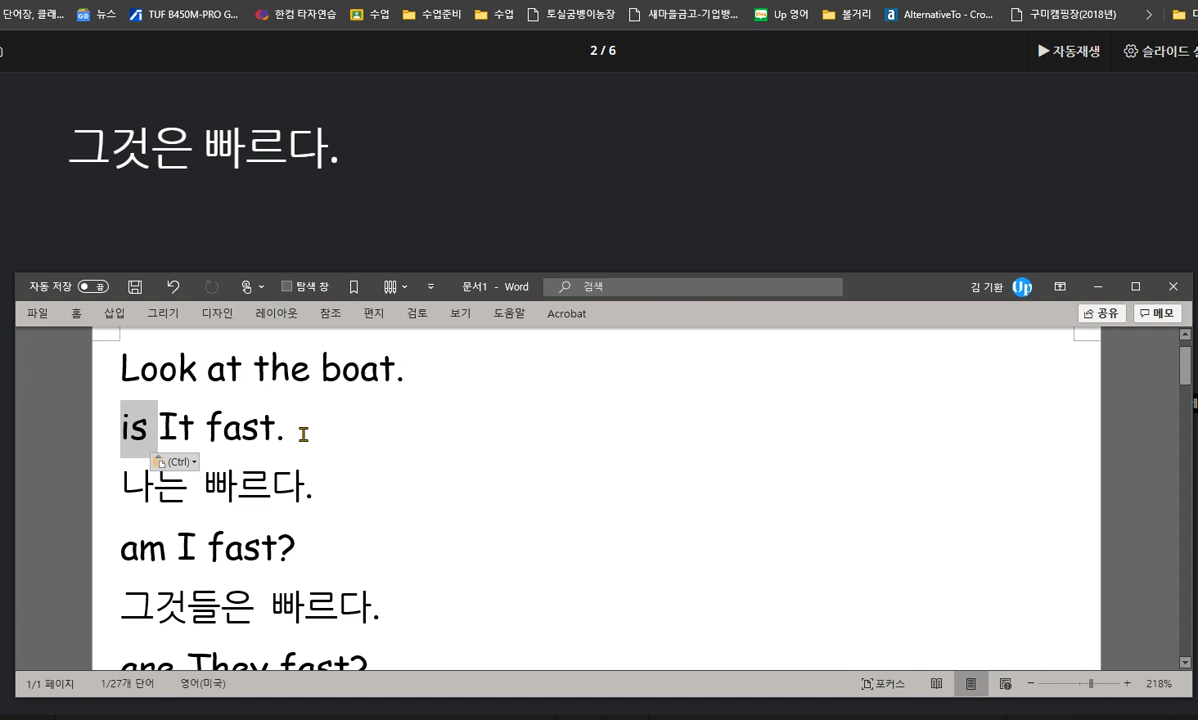 단어장, 클래... 뉴스 TUF B450M-PRO G... 한컴 타자연습 수업 수업준비 수업 토실굼벵이농장 새마을금고-기업뱅... Up 영어 볼거리 AlternativeTo - Cro... 구미캠핑장(2018년)
2 / 6 자동재생 슬라이드
그것은 빠르다.
자동 저장 끔 탐색 창 문서1 - Word 검색 김 기환 Up
파일 홈 삽입 그리기 디자인 레이아웃 참조 편지 검토 보기 도움말 Acrobat 공유 메모
Look at the boat.
is It fast.
(Ctrl)
나는 빠르다.
am I fast?
그것들은 빠르다.
are They fast?
1/1 페이지 1/27개 단어 영어(미국) 포커스 218%